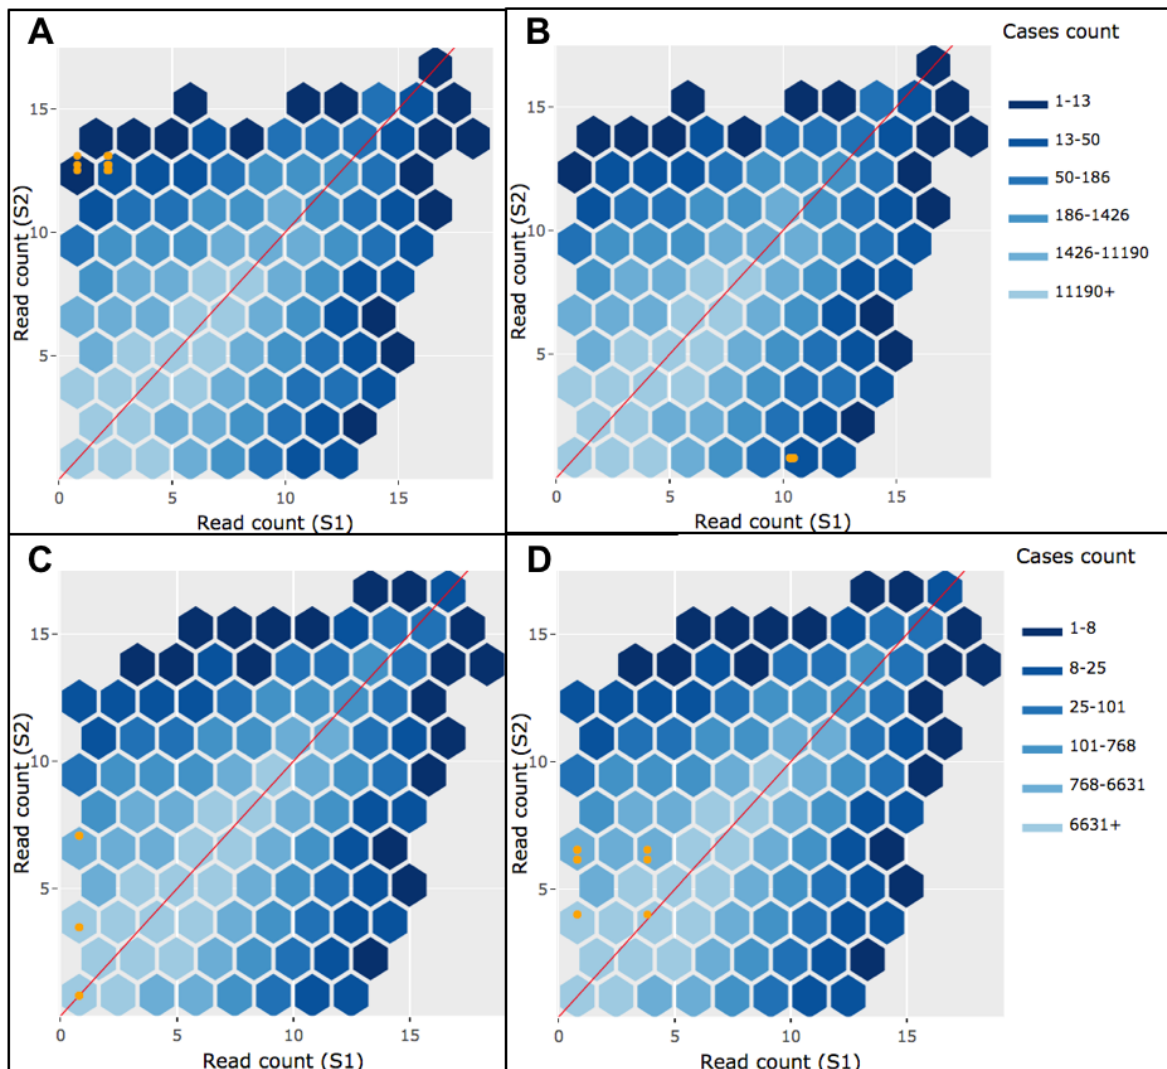 A
B
Cases count
Read count (S2)
15
10
5
0
5
10
15
Read count (S1)
Read count (S2)
15
10
5
0
5
10
15
Read count (S1)
1-13
13-50
50-186
186-1426
1426-11190
11190+
C
D
Cases count
Read count (S2)
15
10
5
0
5
10
15
Read count (S1)
Read count (S2)
15
10
5
0
5
10
15
Read count (S1)
1-8
8-25
25-101
101-768
768-6631
6631+